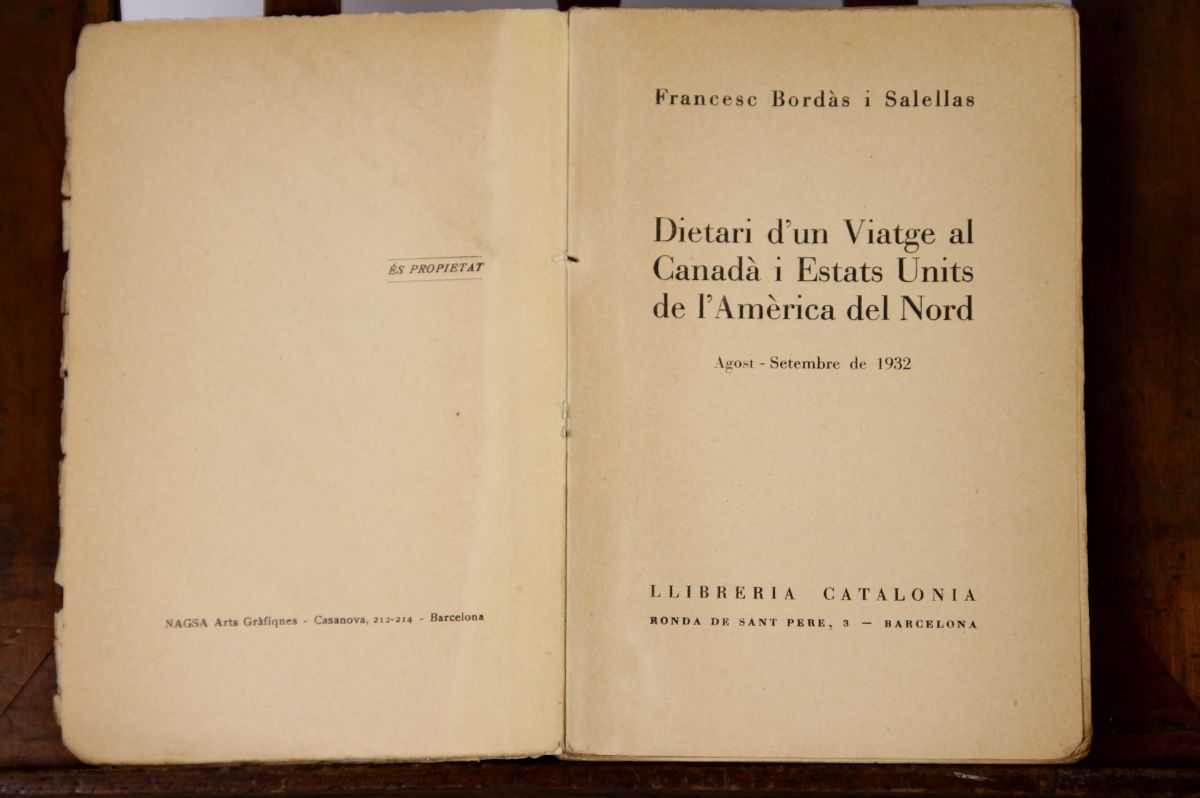 ÉS PROPIETAT
NAGSA Arts Gràfiques - Casanova, 212-214 - Barcelona
Francesc Bordàs i Salellas
Dietari d'un Viatge al
Canadà i Estats Units
de l'Amèrica del Nord
Agost - Setembre de 1932
LLIBRERIA CATALONIA
RONDA DE SANT PERE, 3 — BARCELONA